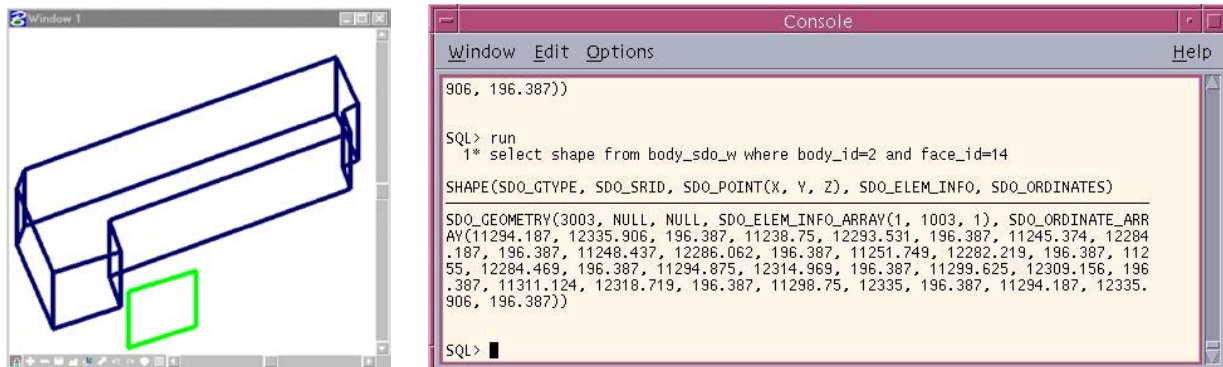 Window 1
Console
Window Edit Options Help
906, 196.387))
SQL> run
1* select shape from body_sdo_w where body_id=2 and face_id=14
SHAPE(SDO_GTYPE, SDO_SRID, SDO_POINT(X, Y, Z), SDO_ELEM_INFO, SDO_ORDINATES)
SDO_GEOMETRY(3003, NULL, NULL, SDO_ELEM_INFO_ARRAY(1, 1003, 1), SDO_ORDINATE_ARR
AY(11294.187, 12335.906, 196.387, 11238.75, 12293.531, 196.387, 11245.374, 12284
.187, 196.387, 11248.437, 12286.062, 196.387, 11251.749, 12282.219, 196.387, 112
55, 12284.469, 196.387, 11294.875, 12314.969, 196.387, 11299.625, 12309.156, 196
.387, 11311.124, 12318.719, 196.387, 11298.75, 12335, 196.387, 11294.187, 12335.
906, 196.387))
SQL>